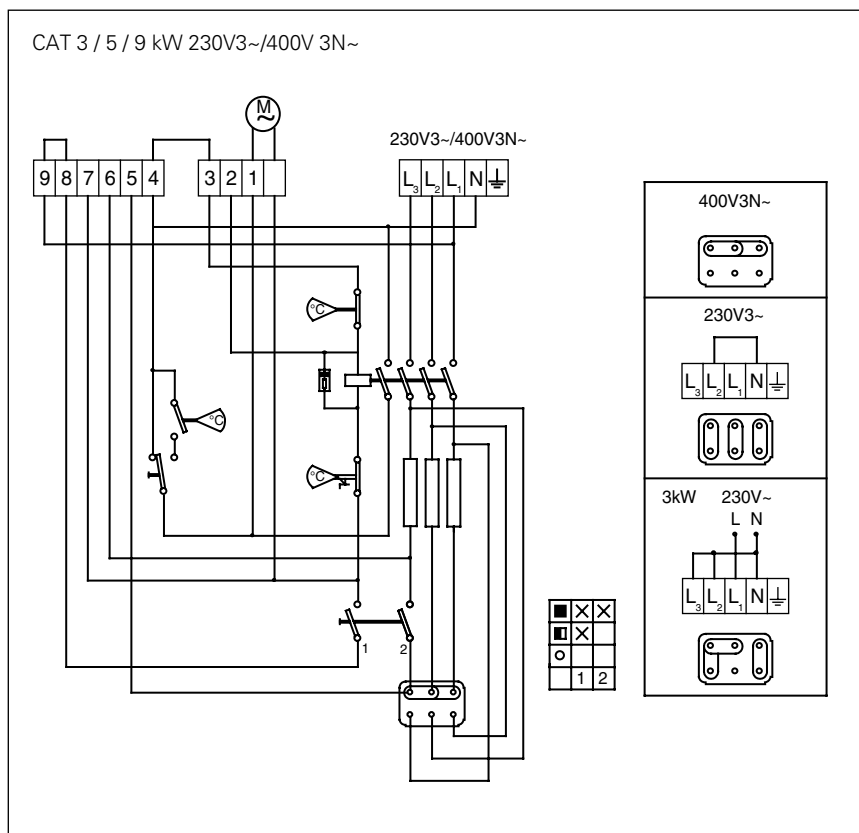 CAT 3 / 5 / 9 kW 230V3~/400V 3N~
M
~
230V3~/400V3N~
9 8 7 6 5 4 3 2 1 L3 L2 L1 N
400V3N~
°C
230V3~
L3 L2 L1 N
°C
°C
3kW 230V~
L N
L3 L2 L1 N
1 2
1 2